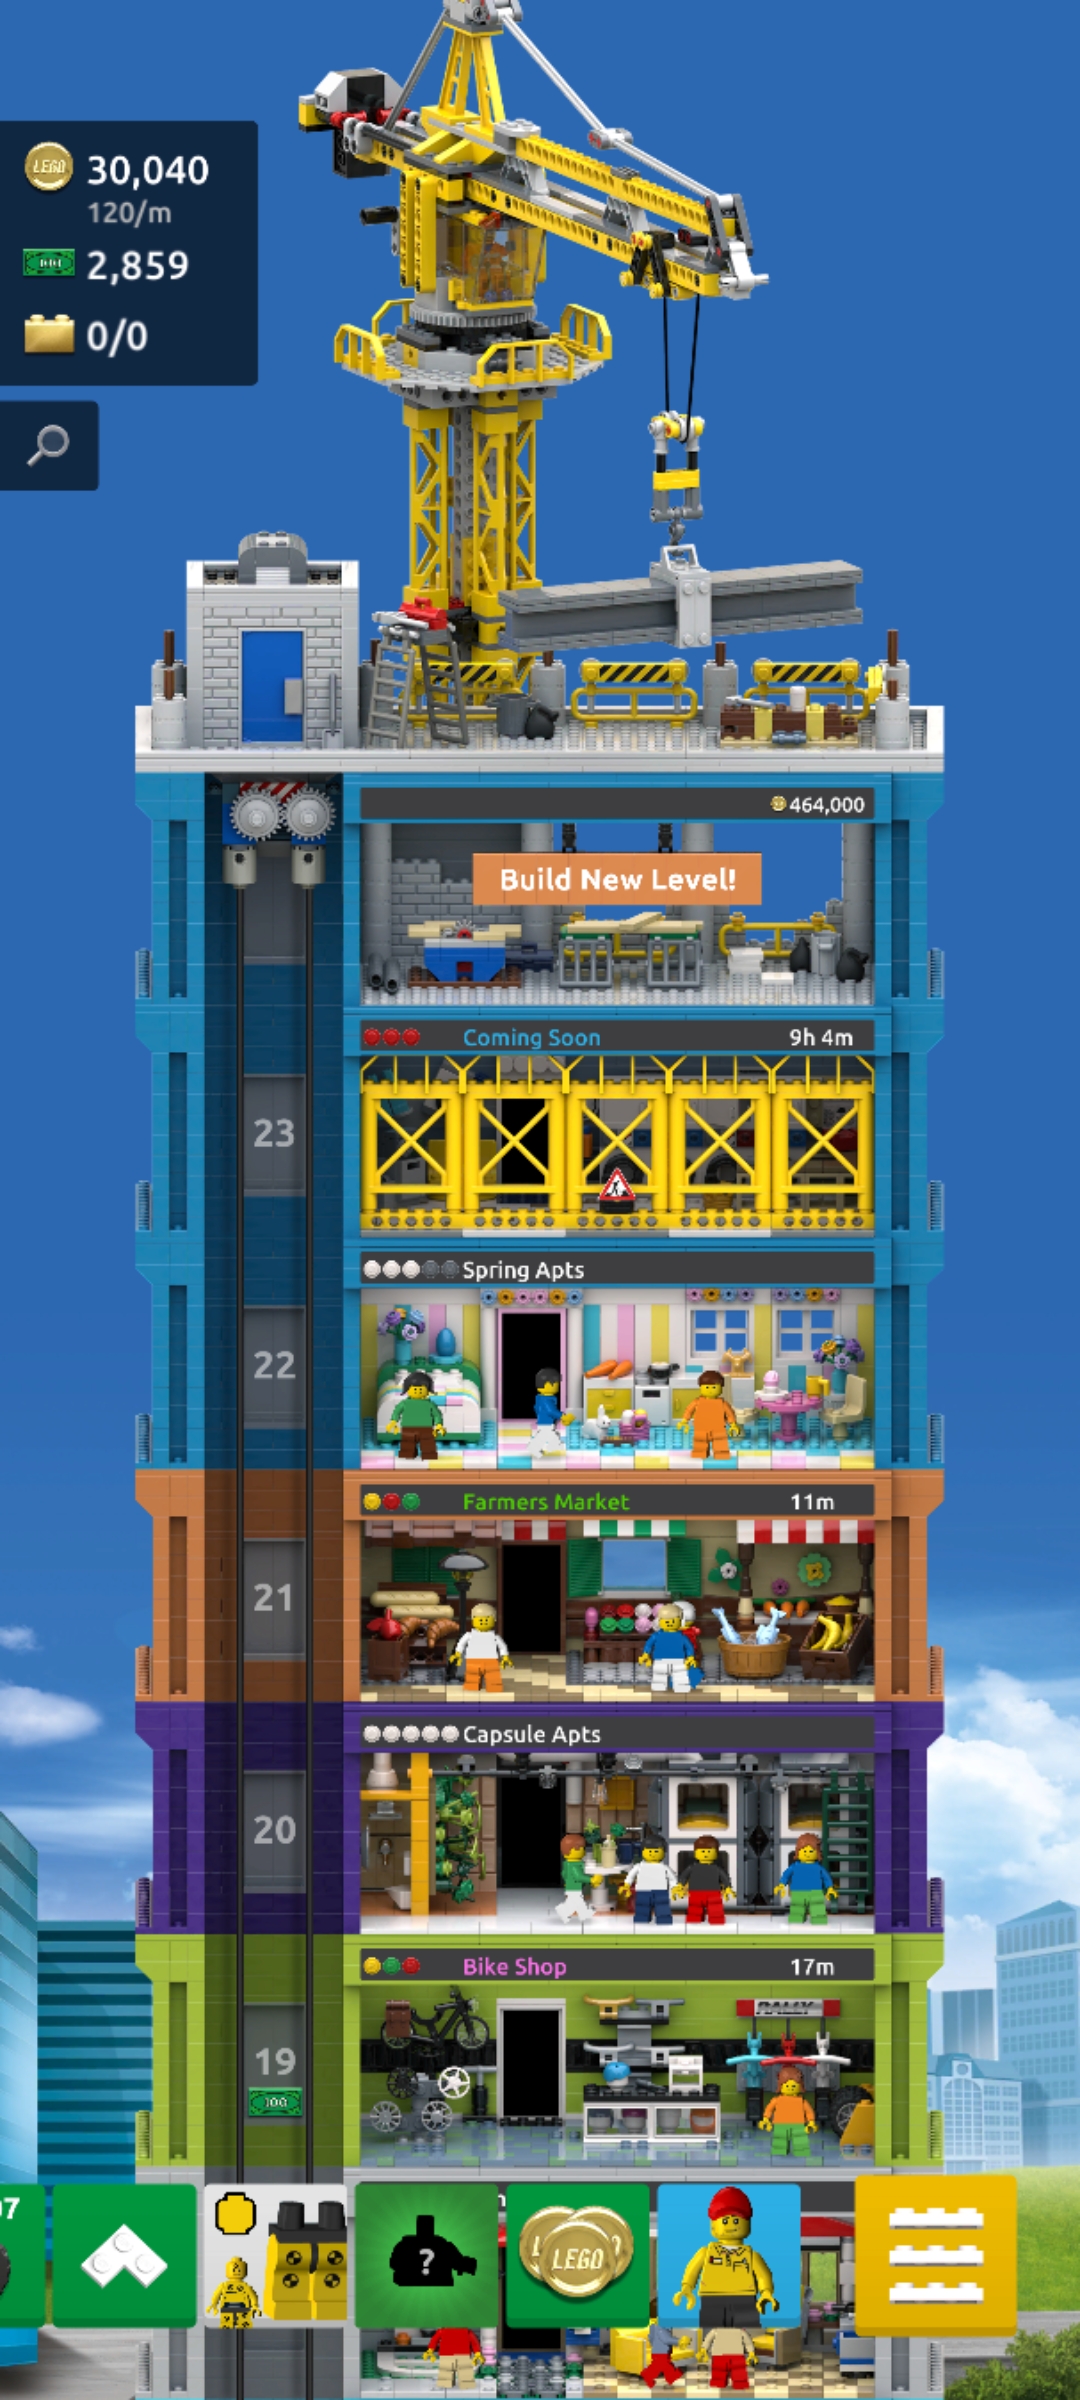 LEGO 30,040
120/m
2,859
0/0
464,000
Build New Level!
Coming Soon 9h 4m
23
Spring Apts
22
Farmers Market 11m
21
Capsule Apts
20
Bike Shop 17m
RALLY
19
100
?
LEGO